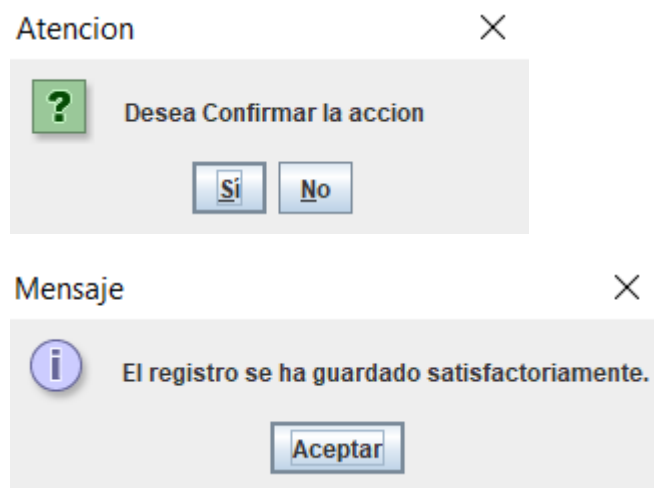 Atencion
?
Desea Confirmar la accion
Sí No
Mensaje
i
El registro se ha guardado satisfactoriamente.
Aceptar